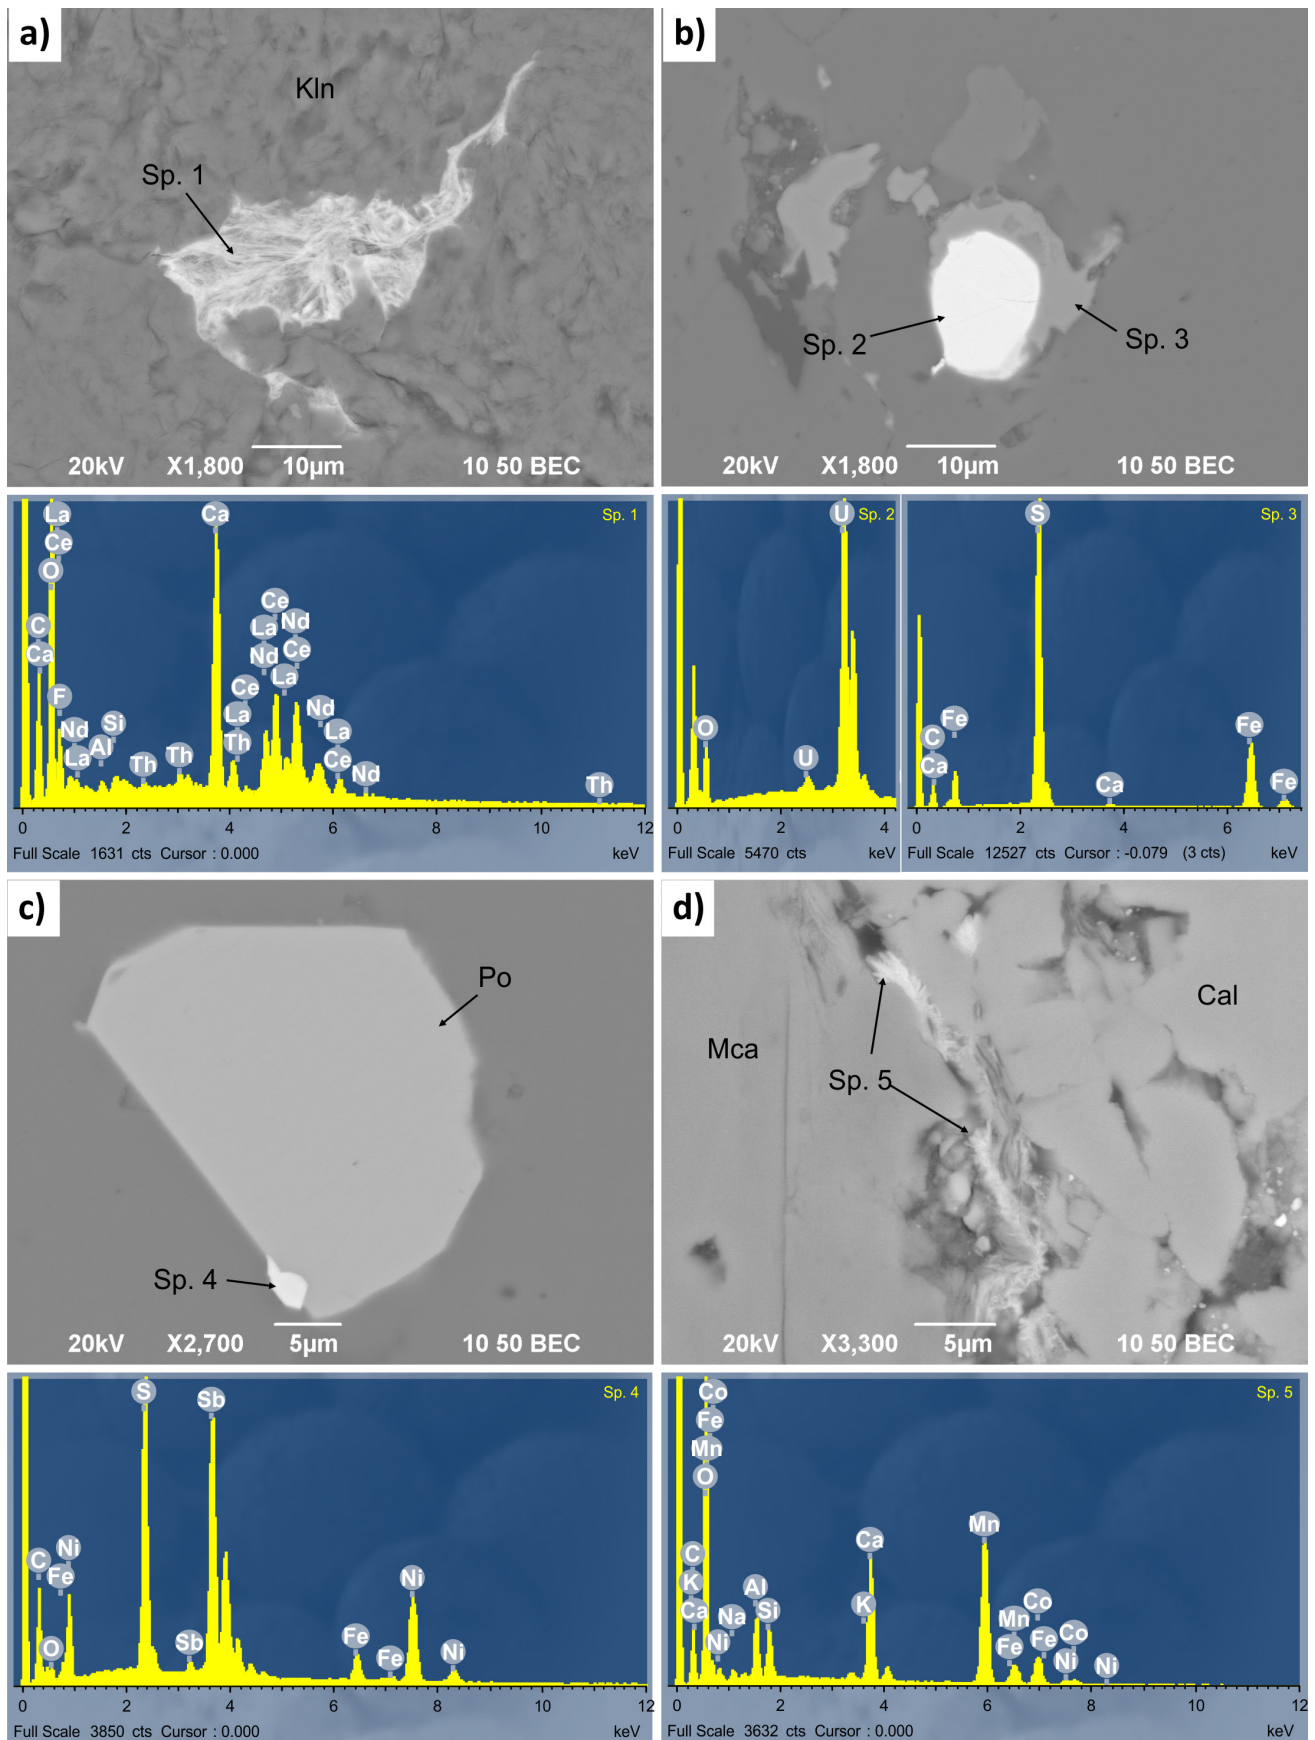 a)
Kln
Sp. 1
20kV X1,800 10µm 10 50 BEC
b)
Sp. 2
Sp. 3
20kV X1,800 10µm 10 50 BEC
Sp. 1
La
Ce
O
C
Ca
F
Nd
La
Al
Si
Th
Th
Ca
Th
La
Ce
Nd
La
Ce
La
Nd
Ce
Nd
La
Ce
Nd
Th
0 2 4 6 8 10 12
Full Scale 1631 cts Cursor : 0.000 keV
Sp. 2
U
O
U
0 2 4
Full Scale 5470 cts keV
Sp. 3
S
C
Ca
Fe
Ca
Fe
Fe
0 2 4 6
Full Scale 12527 cts Cursor : -0.079 (3 cts) keV
c)
Po
Sp. 4
20kV X2,700 5µm 10 50 BEC
d)
Mca
Cal
Sp. 5
20kV X3,300 5µm 10 50 BEC
Sp. 4
S
Sb
C
O
Fe
Ni
Sb
Fe
Fe
Ni
Ni
0 2 4 6 8 10 12
Full Scale 3850 cts Cursor : 0.000 keV
Sp. 5
Co
Fe
Mn
O
C
K
Ca
Ni
Na
Al
Si
K
Ca
Mn
Mn
Fe
Co
Fe
Co
Ni
Ni
0 2 4 6 8 10 12
Full Scale 3632 cts Cursor : 0.000 keV